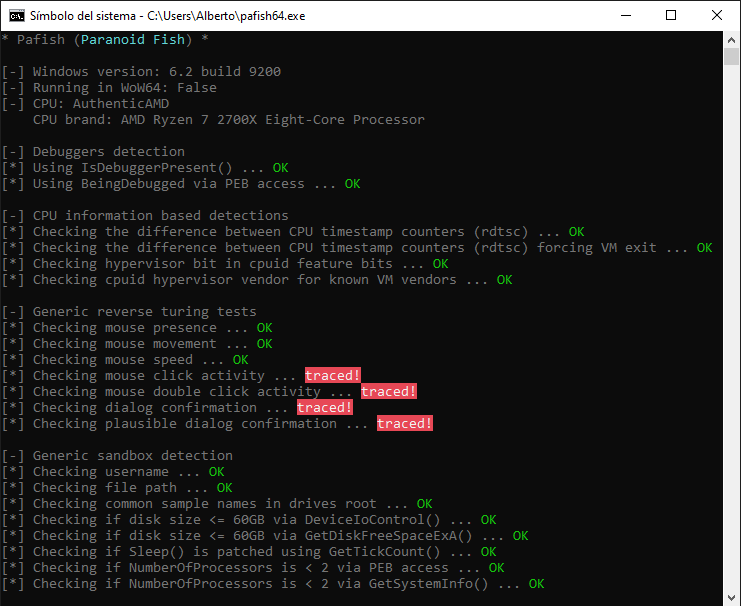 Símbolo del sistema - C:\Users\Alberto\pafish64.exe
* Pafish (Paranoid Fish) *
[-] Windows version: 6.2 build 9200
[-] Running in WoW64: False
[-] CPU: AuthenticAMD
CPU brand: AMD Ryzen 7 2700X Eight-Core Processor
[-] Debuggers detection
[*] Using IsDebuggerPresent() ... OK
[*] Using BeingDebugged via PEB access ... OK
[-] CPU information based detections
[*] Checking the difference between CPU timestamp counters (rdtsc) ... OK
[*] Checking the difference between CPU timestamp counters (rdtsc) forcing VM exit ... OK
[*] Checking hypervisor bit in cpuid feature bits ... OK
[*] Checking cpuid hypervisor vendor for known VM vendors ... OK
[-] Generic reverse turing tests
[*] Checking mouse presence ... OK
[*] Checking mouse movement ... OK
[*] Checking mouse speed ... OK
[*] Checking mouse click activity ... traced!
[*] Checking mouse double click activity ... traced!
[*] Checking dialog confirmation ... traced!
[*] Checking plausible dialog confirmation ... traced!
[-] Generic sandbox detection
[*] Checking username ... OK
[*] Checking file path ... OK
[*] Checking common sample names in drives root ... OK
[*] Checking if disk size <= 60GB via DeviceIoControl() ... OK
[*] Checking if disk size <= 60GB via GetDiskFreeSpaceExA() ... OK
[*] Checking if Sleep() is patched using GetTickCount() ... OK
[*] Checking if NumberOfProcessors is < 2 via PEB access ... OK
[*] Checking if NumberOfProcessors is < 2 via GetSystemInfo() ... OK